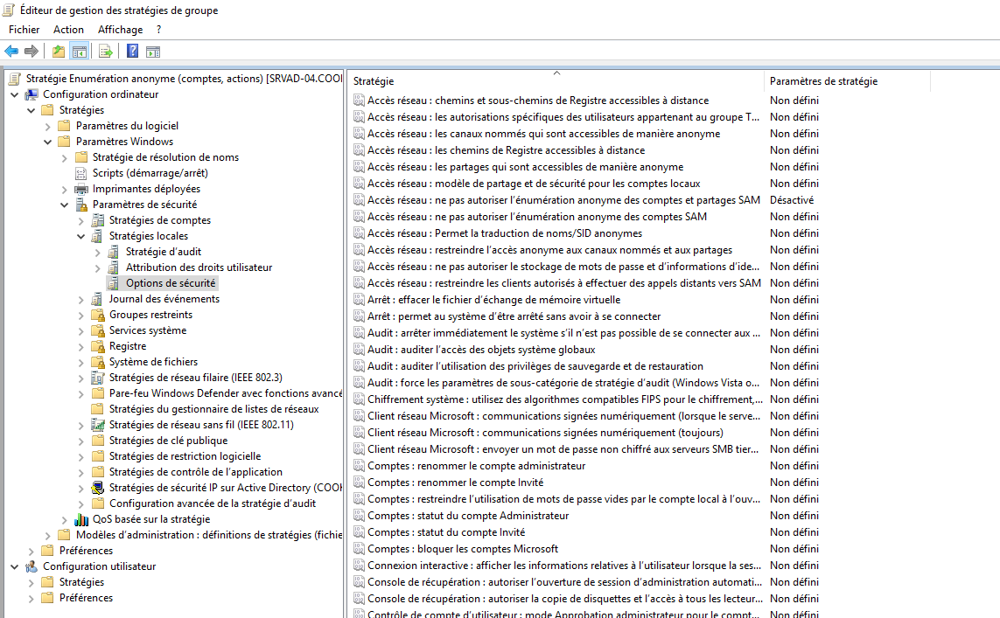 Éditeur de gestion des stratégies de groupe
Fichier Action Affichage ?
Stratégie Enumération anonyme (comptes, actions) [SRVAD-04.COOI
Configuration ordinateur
Stratégies
Paramètres du logiciel
Paramètres Windows
Stratégie de résolution de noms
Scripts (démarrage/arrêt)
Imprimantes déployées
Paramètres de sécurité
Stratégies de comptes
Stratégies locales
Stratégie d'audit
Attribution des droits utilisateur
Options de sécurité
Journal des événements
Groupes restreints
Services système
Registre
Système de fichiers
Stratégies de réseau filaire (IEEE 802.3)
Pare-feu Windows Defender avec fonctions avancé
Stratégies du gestionnaire de listes de réseaux
Stratégies de réseau sans fil (IEEE 802.11)
Stratégies de clé publique
Stratégies de restriction logicielle
Stratégies de contrôle de l'application
Stratégies de sécurité IP sur Active Directory (COOK
Configuration avancée de la stratégie d'audit
QoS basée sur la stratégie
Modèles d'administration : définitions de stratégies (fichie
Préférences
Configuration utilisateur
Stratégies
Préférences
Stratégie Paramètres de stratégie
Accès réseau : chemins et sous-chemins de Registre accessibles à distance Non défini
Accès réseau : les autorisations spécifiques des utilisateurs appartenant au groupe T... Non défini
Accès réseau : les canaux nommés qui sont accessibles de manière anonyme Non défini
Accès réseau : les chemins de Registre accessibles à distance Non défini
Accès réseau : les partages qui sont accessibles de manière anonyme Non défini
Accès réseau : modèle de partage et de sécurité pour les comptes locaux Non défini
Accès réseau : ne pas autoriser l'énumération anonyme des comptes et partages SAM Désactivé
Accès réseau : ne pas autoriser l'énumération anonyme des comptes SAM Non défini
Accès réseau : Permet la traduction de noms/SID anonymes Non défini
Accès réseau : restreindre l'accès anonyme aux canaux nommés et aux partages Non défini
Accès réseau : ne pas autoriser le stockage de mots de passe et d'informations d'ide... Non défini
Accès réseau : restreindre les clients autorisés à effectuer des appels distants vers SAM Non défini
Arrêt : effacer le fichier d'échange de mémoire virtuelle Non défini
Arrêt : permet au système d'être arrêté sans avoir à se connecter Non défini
Audit : arrêter immédiatement le système s'il n'est pas possible de se connecter aux ... Non défini
Audit : auditer l'accès des objets système globaux Non défini
Audit : auditer l'utilisation des privilèges de sauvegarde et de restauration Non défini
Audit : force les paramètres de sous-catégorie de stratégie d'audit (Windows Vista o... Non défini
Chiffrement système : utilisez des algorithmes compatibles FIPS pour le chiffrement,... Non défini
Client réseau Microsoft : communications signées numériquement (lorsque le serve... Non défini
Client réseau Microsoft : communications signées numériquement (toujours) Non défini
Client réseau Microsoft : envoyer un mot de passe non chiffré aux serveurs SMB tier... Non défini
Comptes : renommer le compte administrateur Non défini
Comptes : renommer le compte Invité Non défini
Comptes : restreindre l'utilisation de mots de passe vides par le compte local à l'ouv... Non défini
Comptes : statut du compte Administrateur Non défini
Comptes : statut du compte Invité Non défini
Comptes : bloquer les comptes Microsoft Non défini
Connexion interactive : afficher les informations relatives à l'utilisateur lorsque la ses... Non défini
Console de récupération : autoriser l'ouverture de session d'administration automati... Non défini
Console de récupération : autoriser la copie de disquettes et l'accès à tous les lecteur... Non défini
Contrôle de compte d'utilisateur : mode Approbation administrateur pour le compt... Non défini